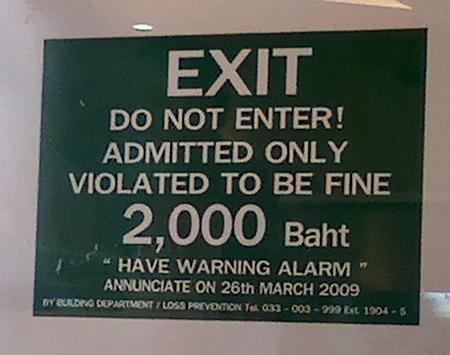 EXIT
DO NOT ENTER!
ADMITTED ONLY
VIOLATED TO BE FINE
2,000 Baht
" HAVE WARNING ALARM "
ANNUNCIATE ON 26th MARCH 2009
BY BUILDING DEPARTMENT / LOSS PREVENTION Tel. 033 - 003 - 999 Ext. 1904 - 5